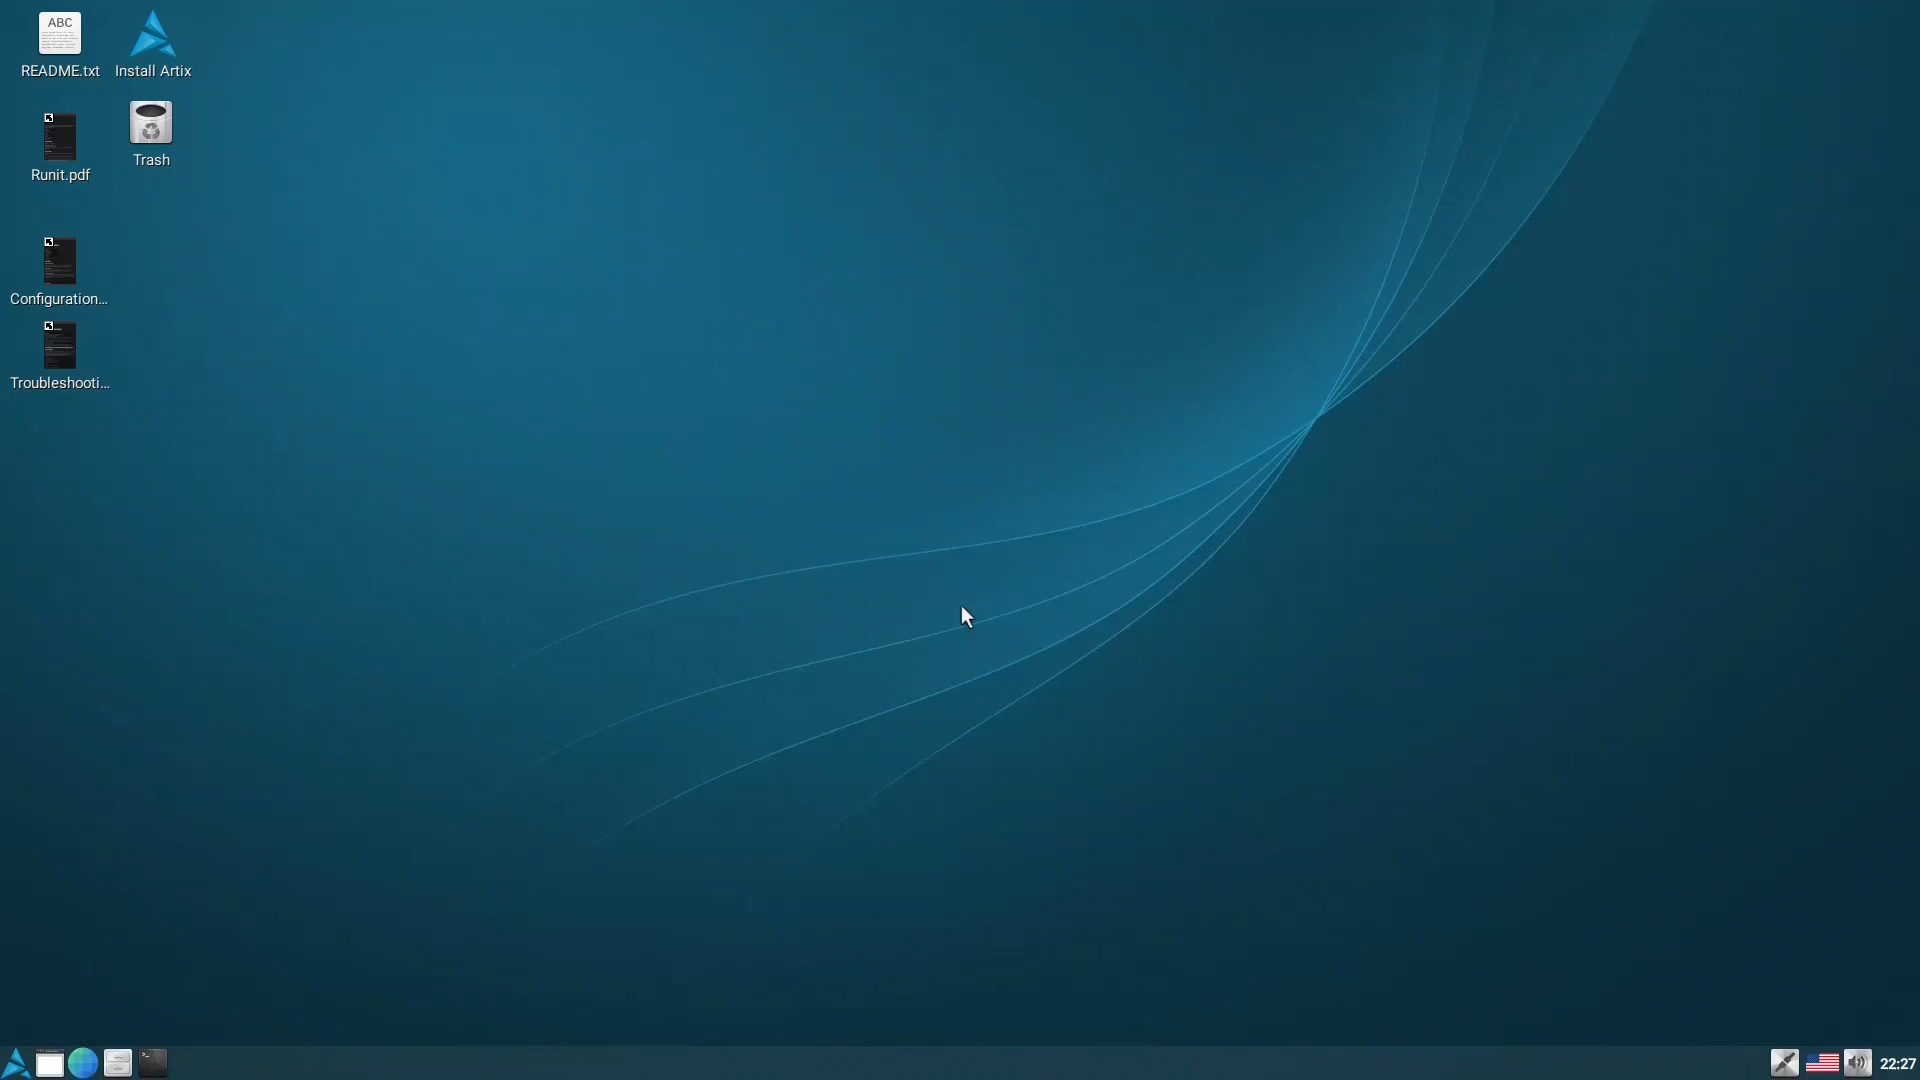 ABC
README.txt
Install Artix
Runit.pdf
Trash
Configuration...
Troubleshooti...
22:27